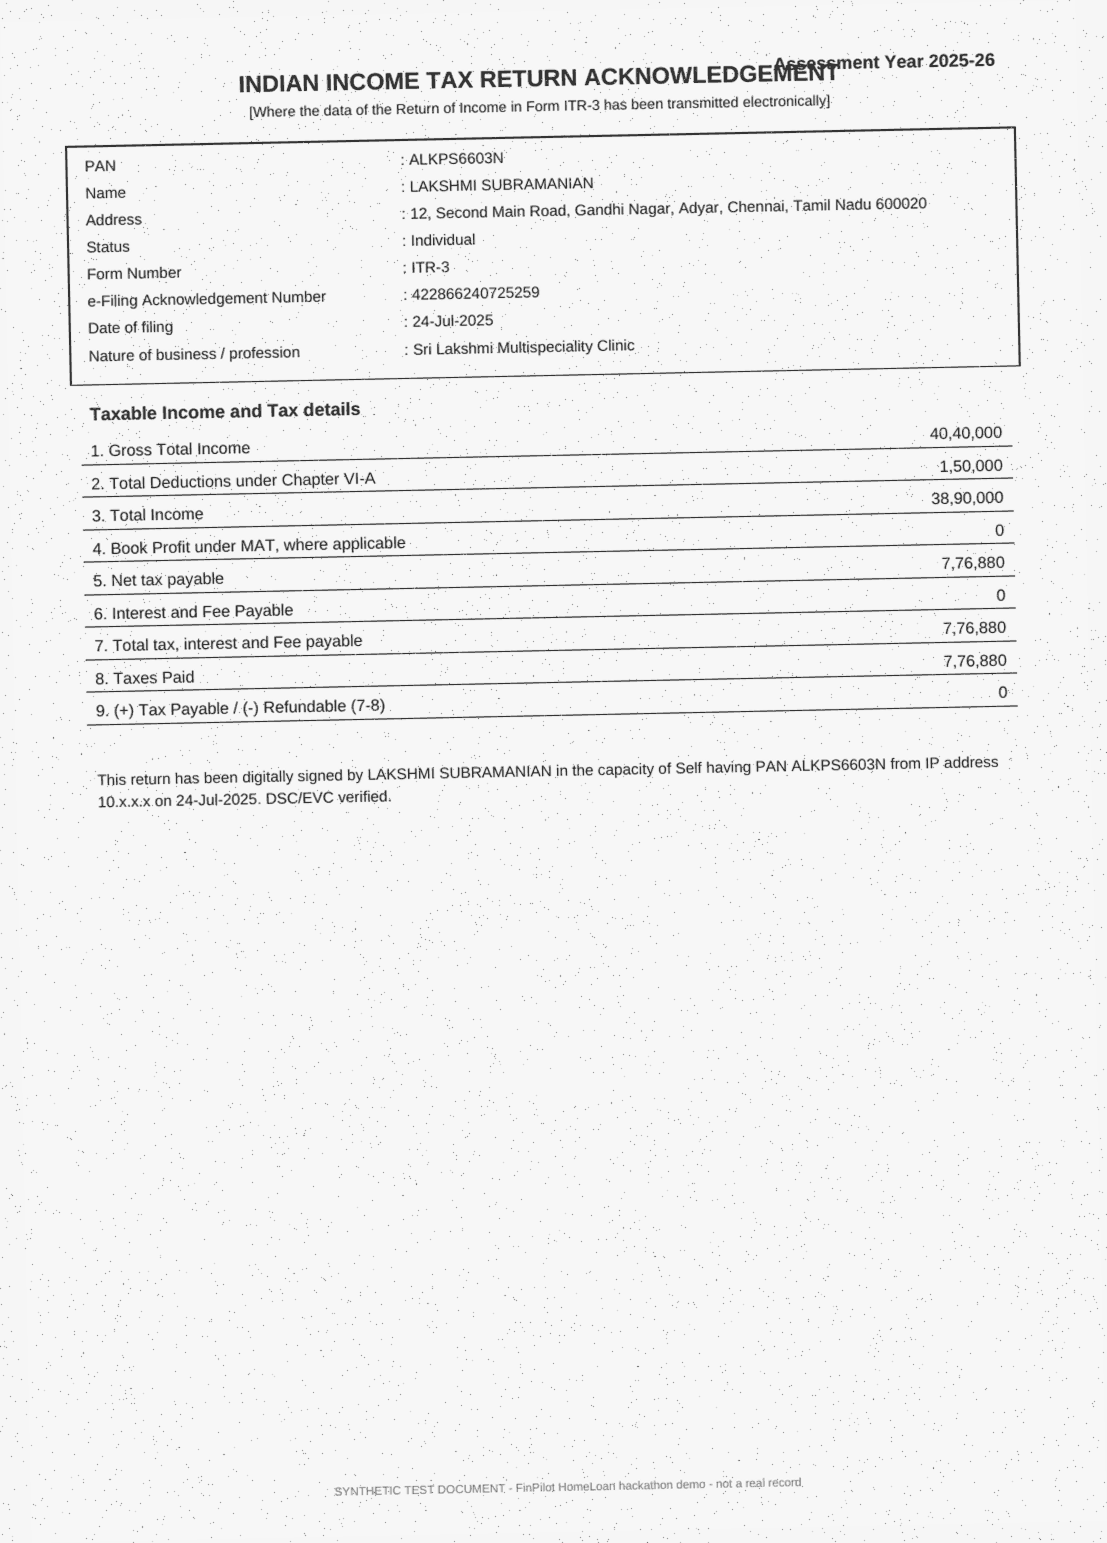 Assessment Year 2025-26
INDIAN INCOME TAX RETURN ACKNOWLEDGEMENT
[Where the data of the Return of Income in Form ITR-3 has been transmitted electronically]
PAN : ALKPS6603N
Name : LAKSHMI SUBRAMANIAN
Address : 12, Second Main Road, Gandhi Nagar, Adyar, Chennai, Tamil Nadu 600020
Status : Individual
Form Number : ITR-3
e-Filing Acknowledgement Number : 422866240725259
Date of filing : 24-Jul-2025
Nature of business / profession : Sri Lakshmi Multispeciality Clinic
Taxable Income and Tax details
1. Gross Total Income 40,40,000
2. Total Deductions under Chapter VI-A 1,50,000
3. Total Income 38,90,000
4. Book Profit under MAT, where applicable 0
5. Net tax payable 7,76,880
6. Interest and Fee Payable 0
7. Total tax, interest and Fee payable 7,76,880
8. Taxes Paid 7,76,880
9. (+) Tax Payable / (-) Refundable (7-8) 0
This return has been digitally signed by LAKSHMI SUBRAMANIAN in the capacity of Self having PAN ALKPS6603N from IP address
10.x.x.x on 24-Jul-2025. DSC/EVC verified.
SYNTHETIC TEST DOCUMENT - FinPilot HomeLoan hackathon demo - not a real record